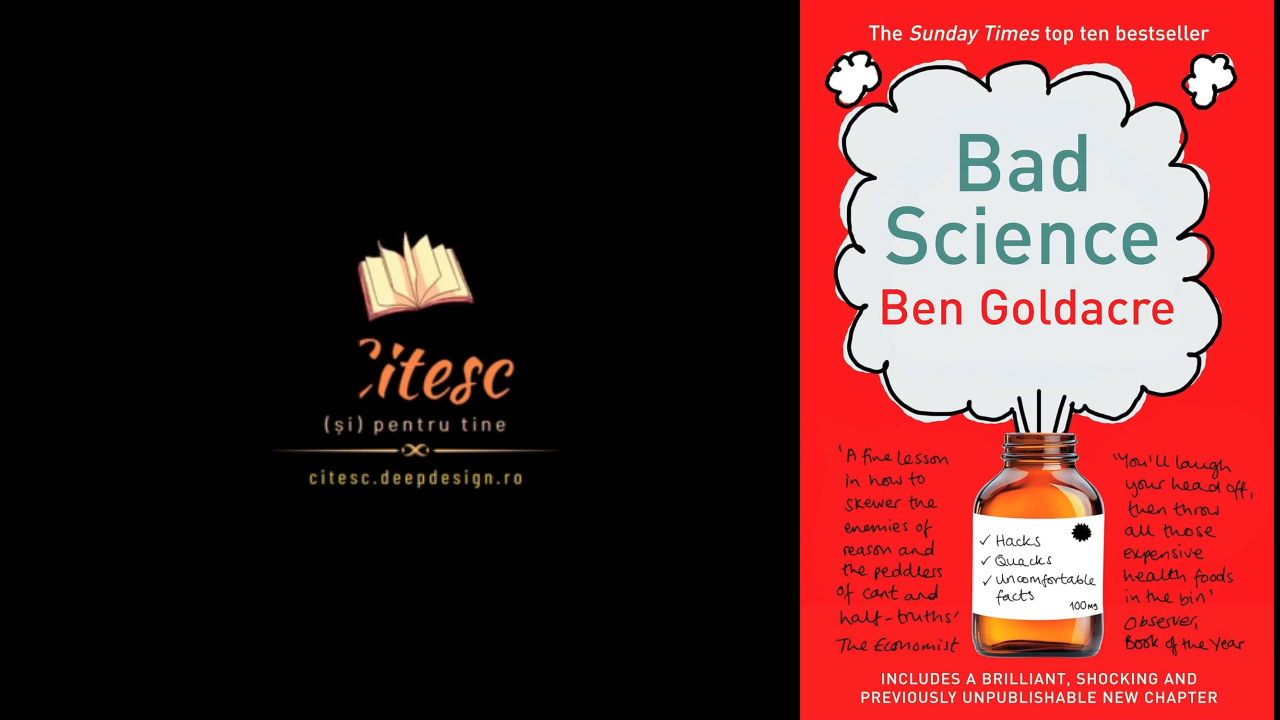 Citesc
(și) pentru tine
citesc.deepdesign.ro
The Sunday Times top ten bestseller
Bad
Science
Ben Goldacre
'A fine lesson
in how to
skewer the
enemies of
reason and
the peddlers
of cant and
half-truths'
The Economist
✓ Hacks
✓ Quacks
✓ uncomfortable
facts
100mg
'You'll laugh
your head off,
then throw
all those
expensive
health foods
in the bin'
Observer,
Book of the Year
INCLUDES A BRILLIANT, SHOCKING AND
PREVIOUSLY UNPUBLISHABLE NEW CHAPTER